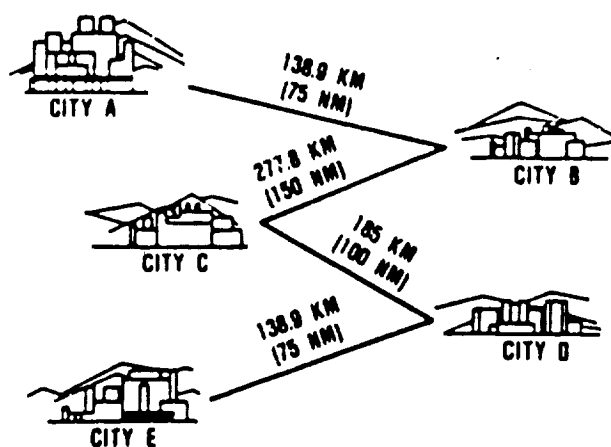 CITY A
138.9 KM
(75 NM)
CITY B
277.8 KM
(150 NM)
CITY C
185 KM
(100 NM)
CITY D
138.9 KM
(75 NM)
CITY E